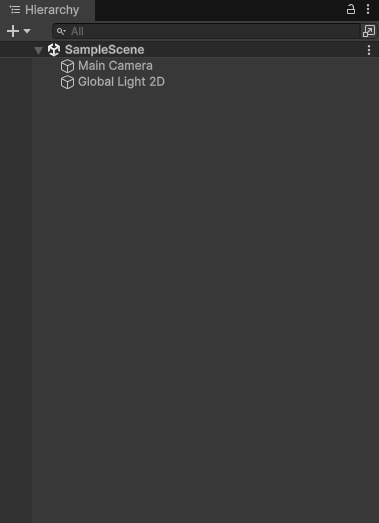 Hierarchy
All
SampleScene
Main Camera
Global Light 2D